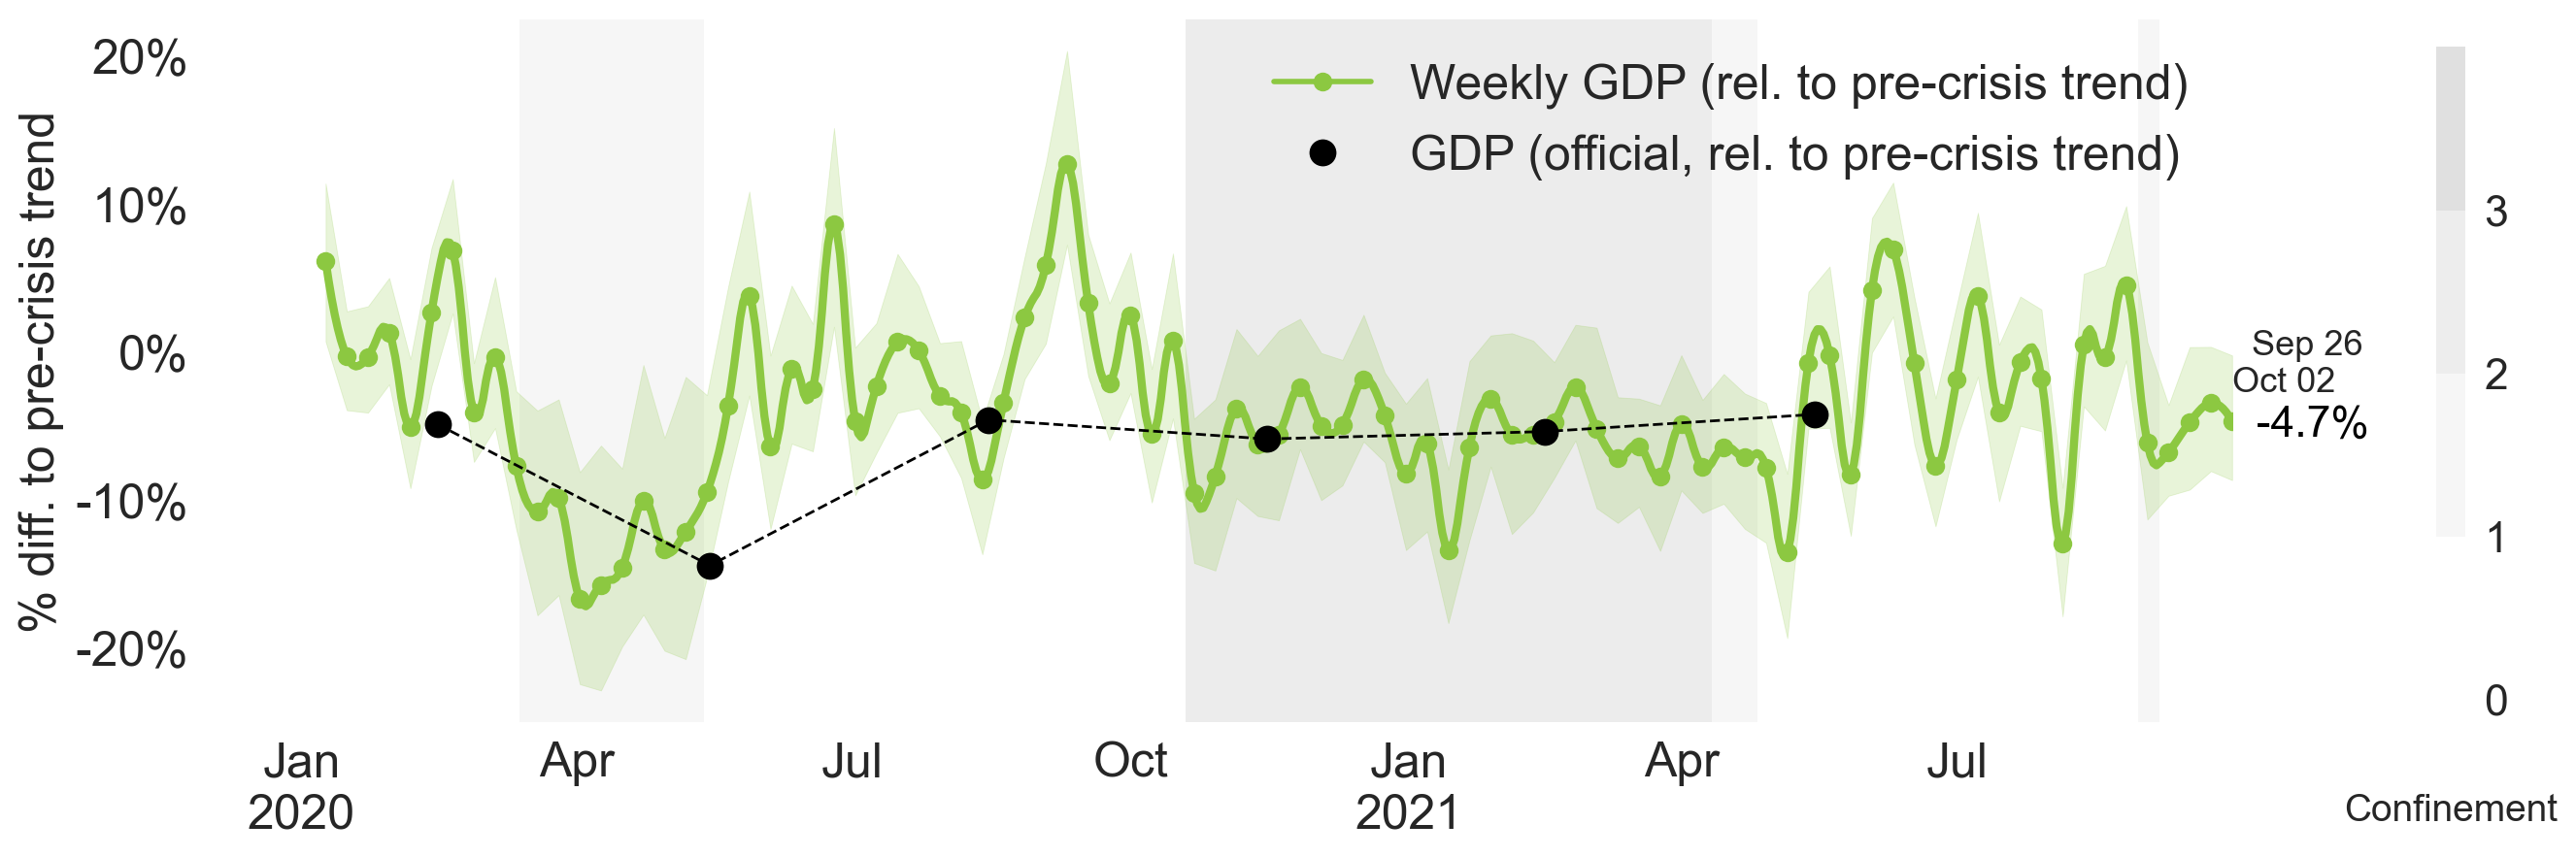 % diff. to pre-crisis trend
20%
10%
0%
-10%
-20%
Weekly GDP (rel. to pre-crisis trend)
GDP (official, rel. to pre-crisis trend)
Sep 26
Oct 02
-4.7%
Jan
2020
Apr
Jul
Oct
Jan
2021
Apr
Jul
3
2
1
0
Confinement